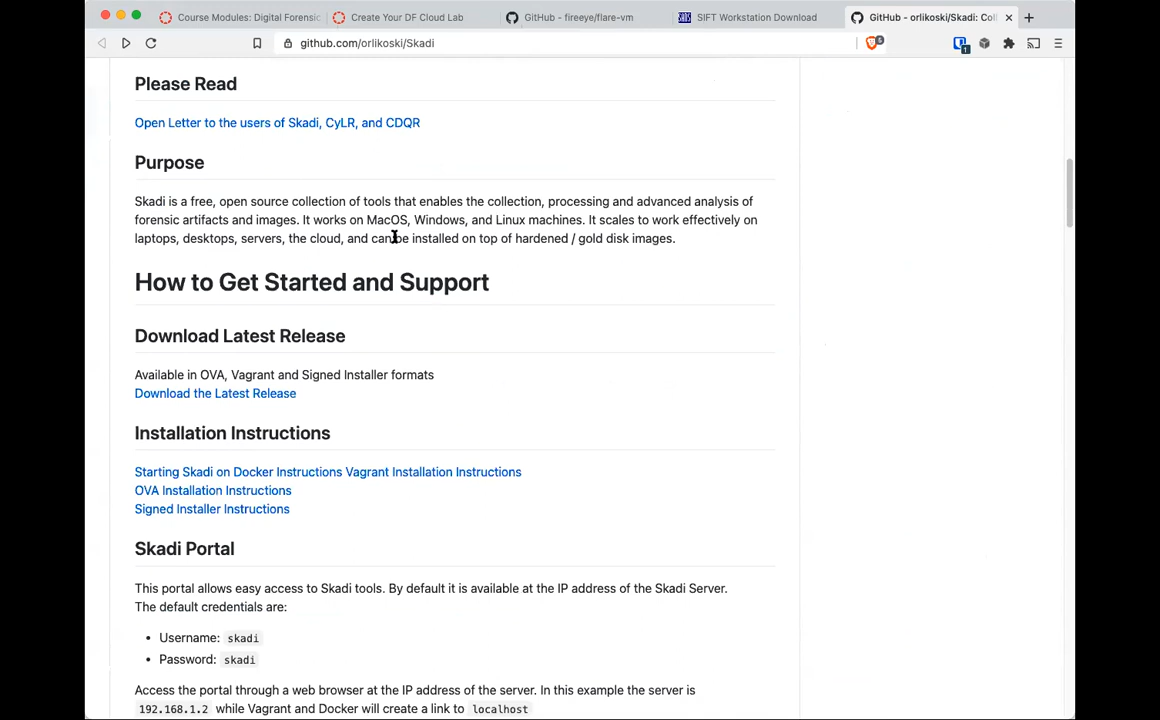 Course Modules: Digital Forensic
Create Your DF Cloud Lab
GitHub - fireeye/flare-vm
SIFT Workstation Download
GitHub - orlikoski/Skadi: Col
github.com/orlikoski/Skadi
Please Read
Open Letter to the users of Skadi, CyLR, and CDQR
Purpose
Skadi is a free, open source collection of tools that enables the collection, processing and advanced analysis of
forensic artifacts and images. It works on MacOS, Windows, and Linux machines. It scales to work effectively on
laptops, desktops, servers, the cloud, and can be installed on top of hardened / gold disk images.
How to Get Started and Support
Download Latest Release
Available in OVA, Vagrant and Signed Installer formats
Download the Latest Release
Installation Instructions
Starting Skadi on Docker Instructions Vagrant Installation Instructions
OVA Installation Instructions
Signed Installer Instructions
Skadi Portal
This portal allows easy access to Skadi tools. By default it is available at the IP address of the Skadi Server.
The default credentials are:
• Username: skadi
• Password: skadi
Access the portal through a web browser at the IP address of the server. In this example the server is
192.168.1.2 while Vagrant and Docker will create a link to localhost